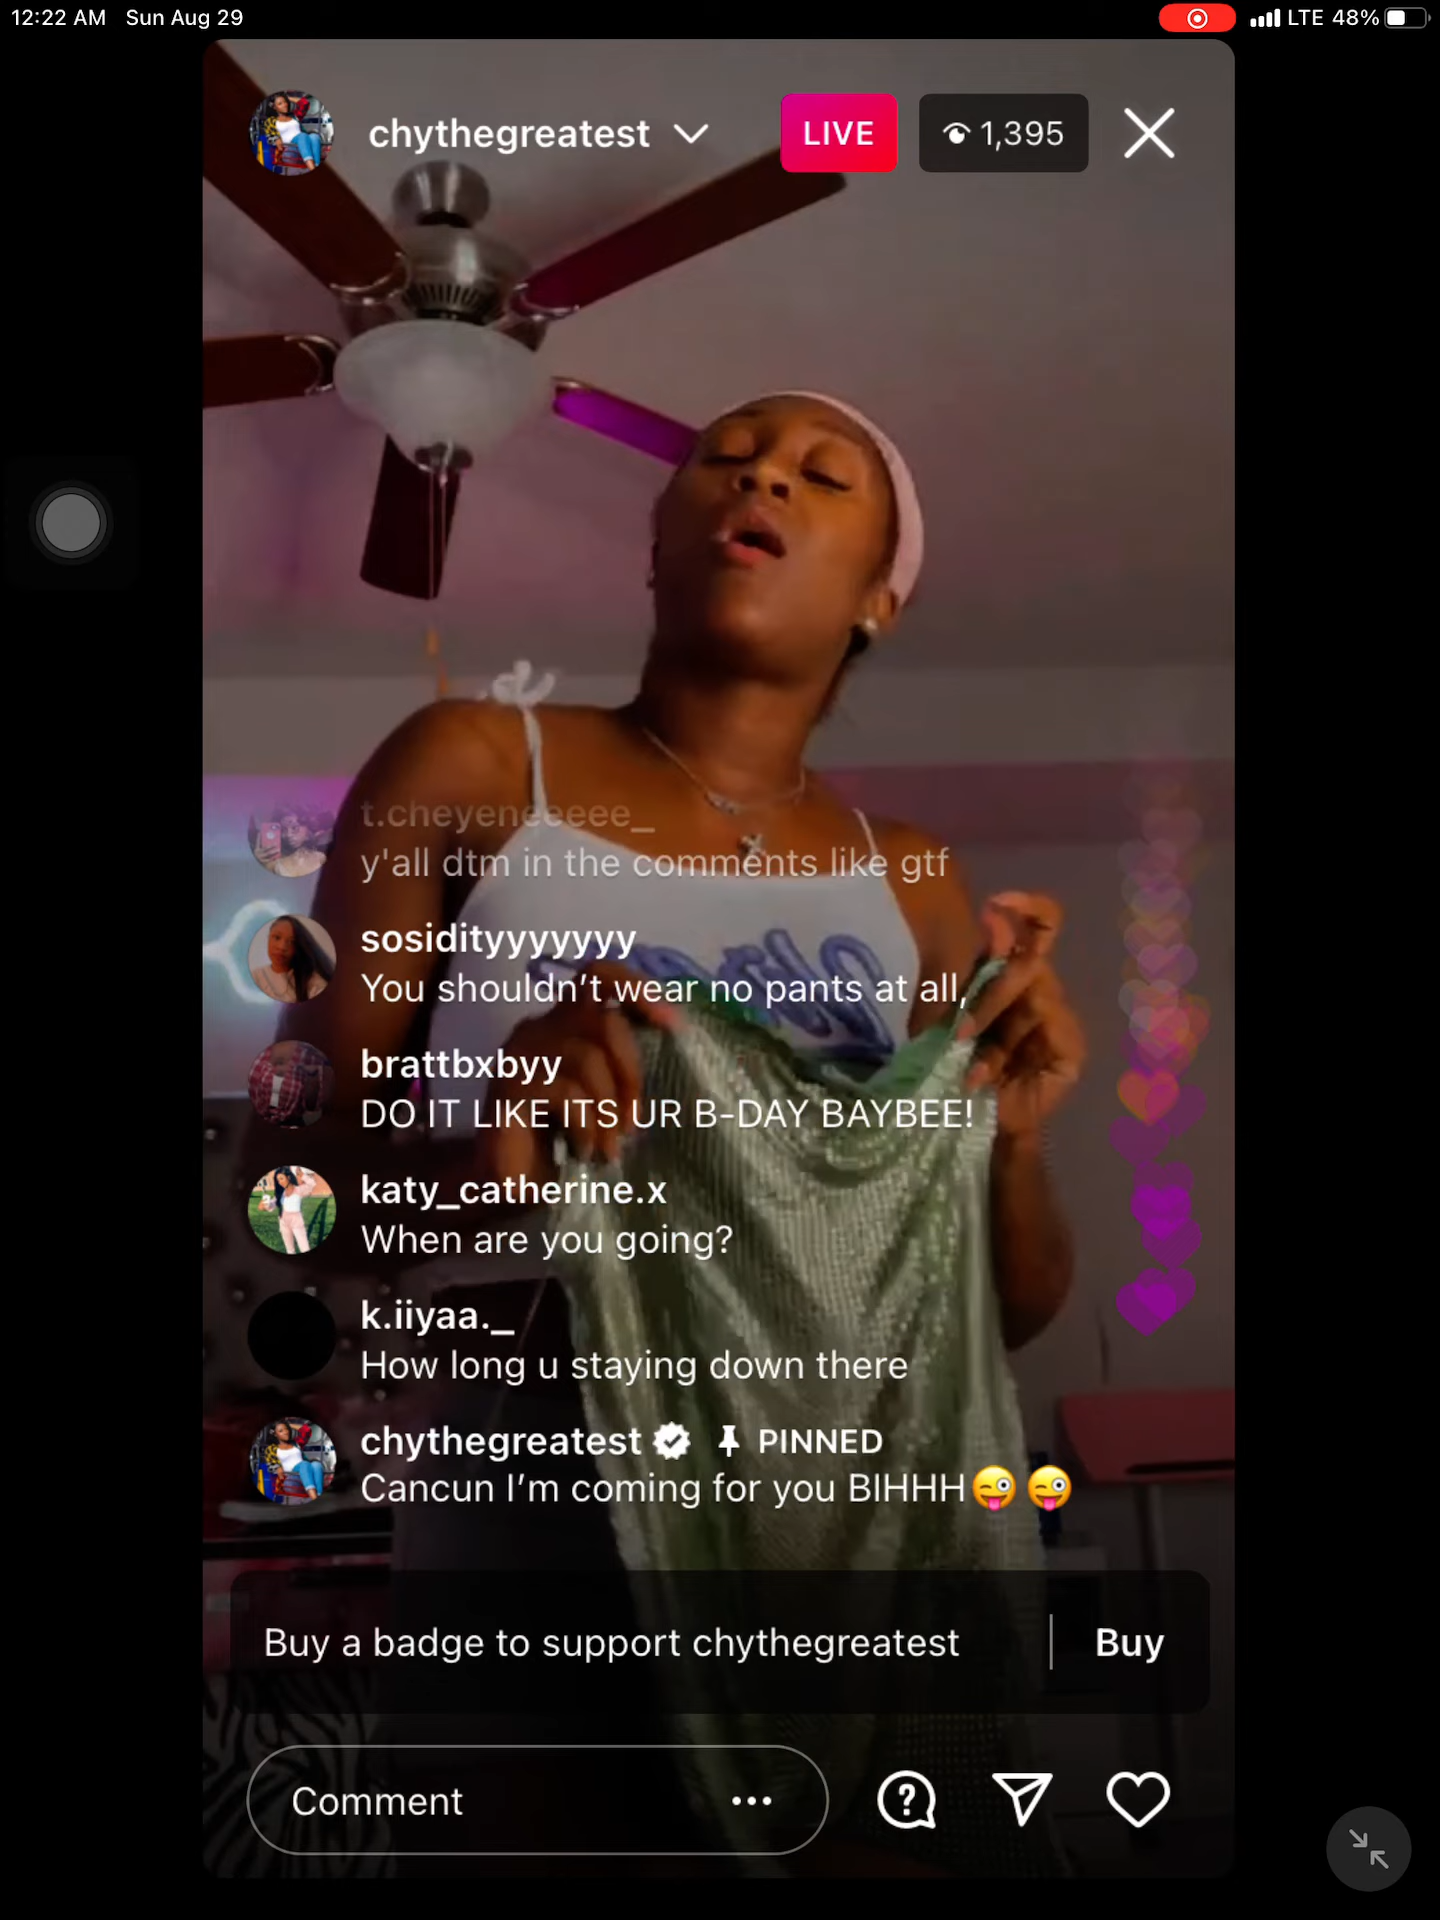 12:22 AM Sun Aug 29
LTE 48%
chythegreatest
LIVE
1,395
t.cheyeneeeee_
y'all dtm in the comments like gtf
sosidityyyyyyy
You shouldn't wear no pants at all,
brattbxbyy
DO IT LIKE ITS UR B-DAY BAYBEE!
katy_catherine.x
When are you going?
k.iiyaa._
How long u staying down there
chythegreatest PINNED
Cancun I'm coming for you BIHHH😜😜
Buy a badge to support chythegreatest | Buy
Comment ...